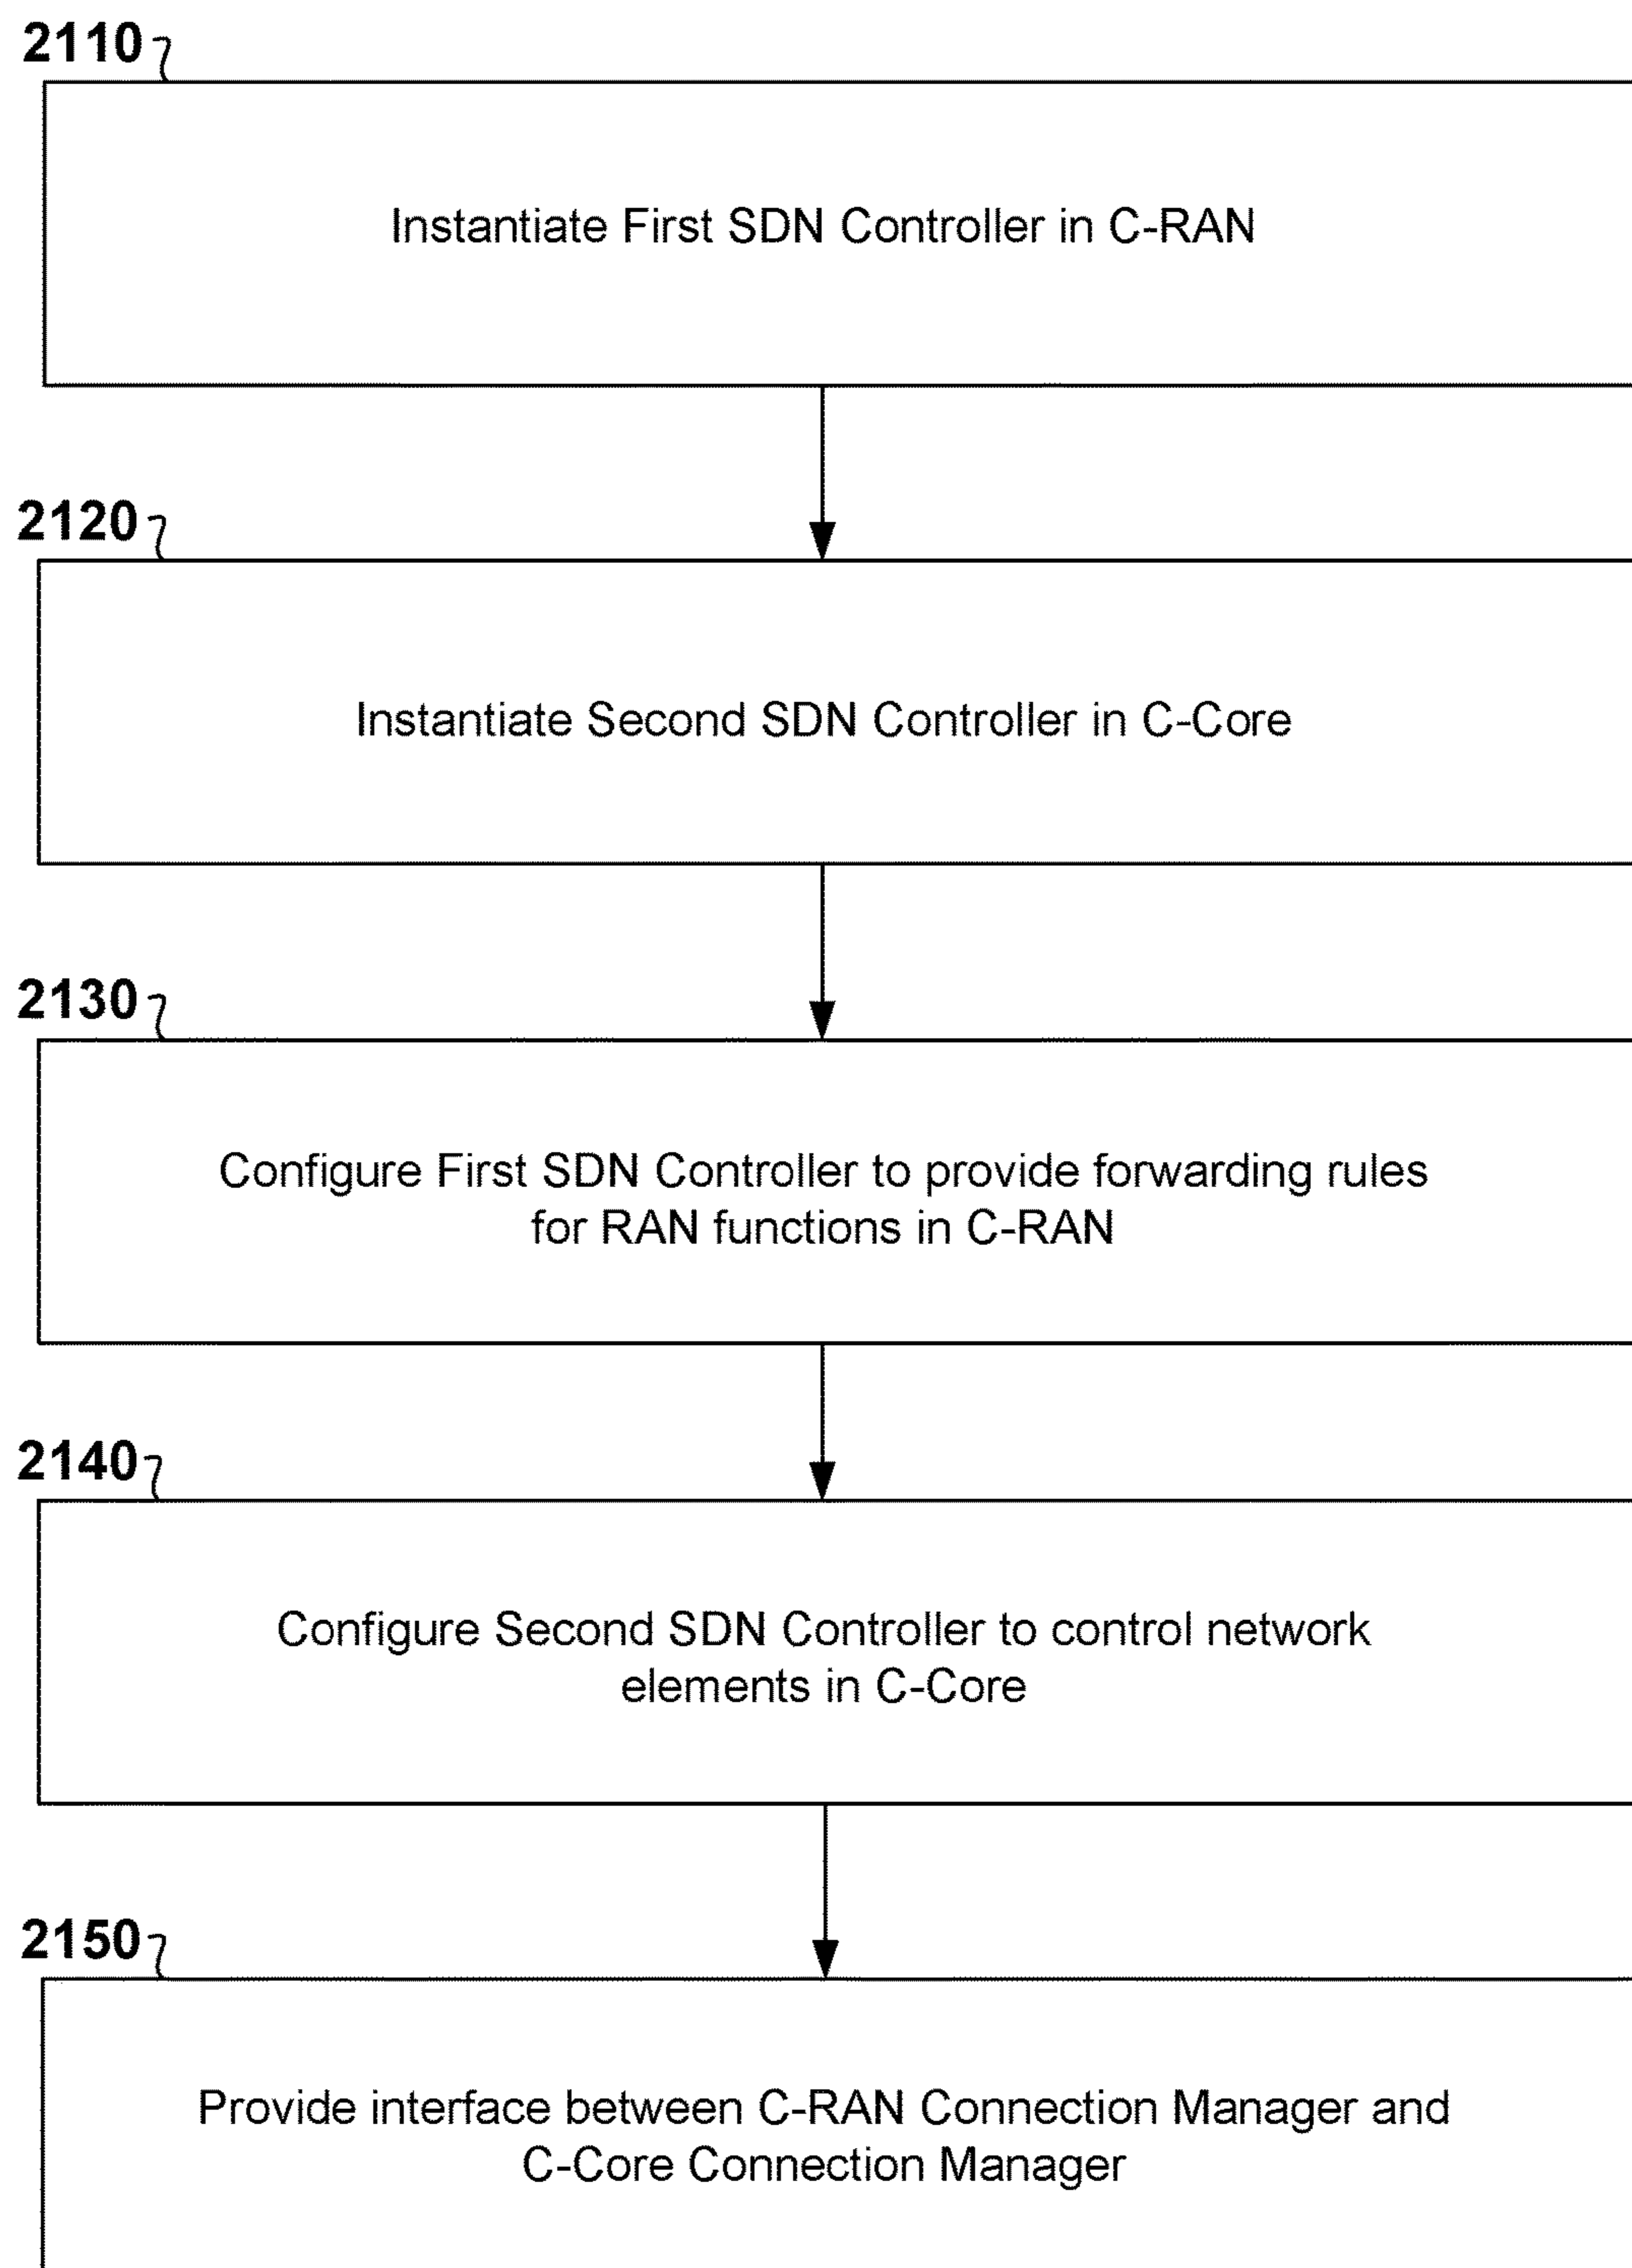 2110
Instantiate First SDN Controller in C-RAN
2120
Instantiate Second SDN Controller in C-Core
2130
Configure First SDN Controller to provide forwarding rules
for RAN functions in C-RAN
2140
Configure Second SDN Controller to control network
elements in C-Core
2150
Provide interface between C-RAN Connection Manager and
C-Core Connection Manager